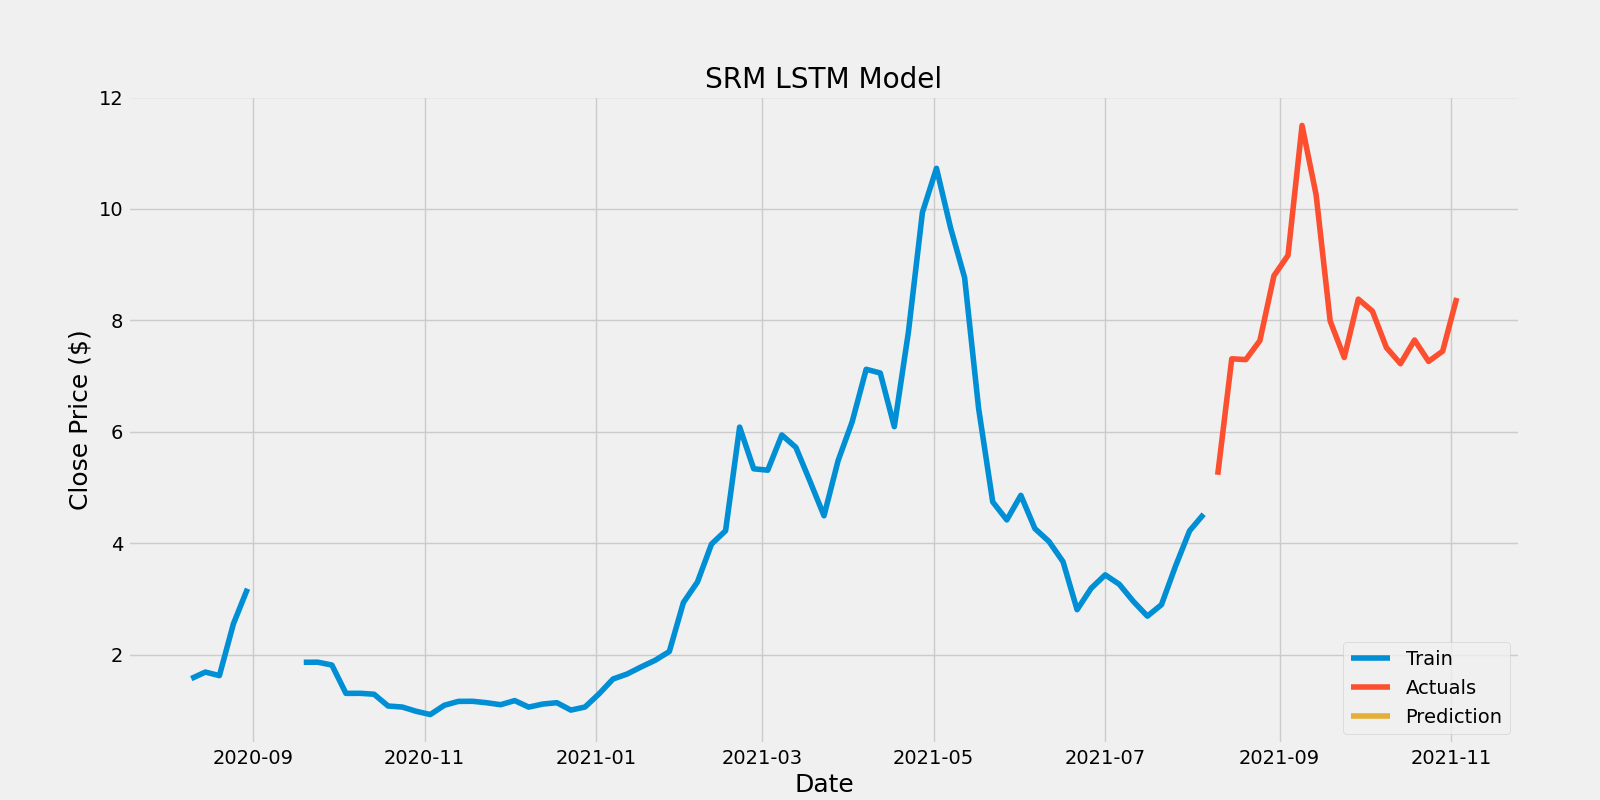 SRM LSTM Model
12
10
8
6
4
2
Close Price ($)
Train
Actuals
Prediction
2020-09 2020-11 2021-01 2021-03 2021-05 2021-07 2021-09 2021-11
Date